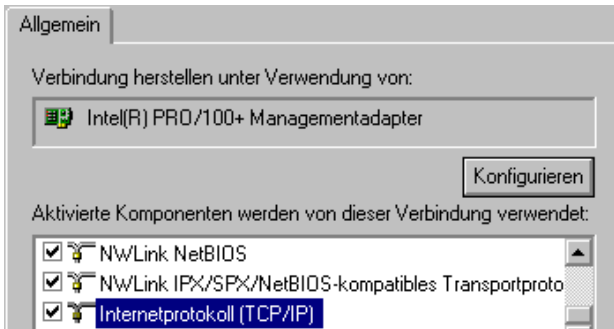 Allgemein
Verbindung herstellen unter Verwendung von:
Intel(R) PRO/100+ Managementadapter
Konfigurieren
Aktivierte Komponenten werden von dieser Verbindung verwendet:
NWLink NetBIOS
NWLink IPX/SPX/NetBIOS-kompatibles Transportproto
Internetprotokoll (TCP/IP)